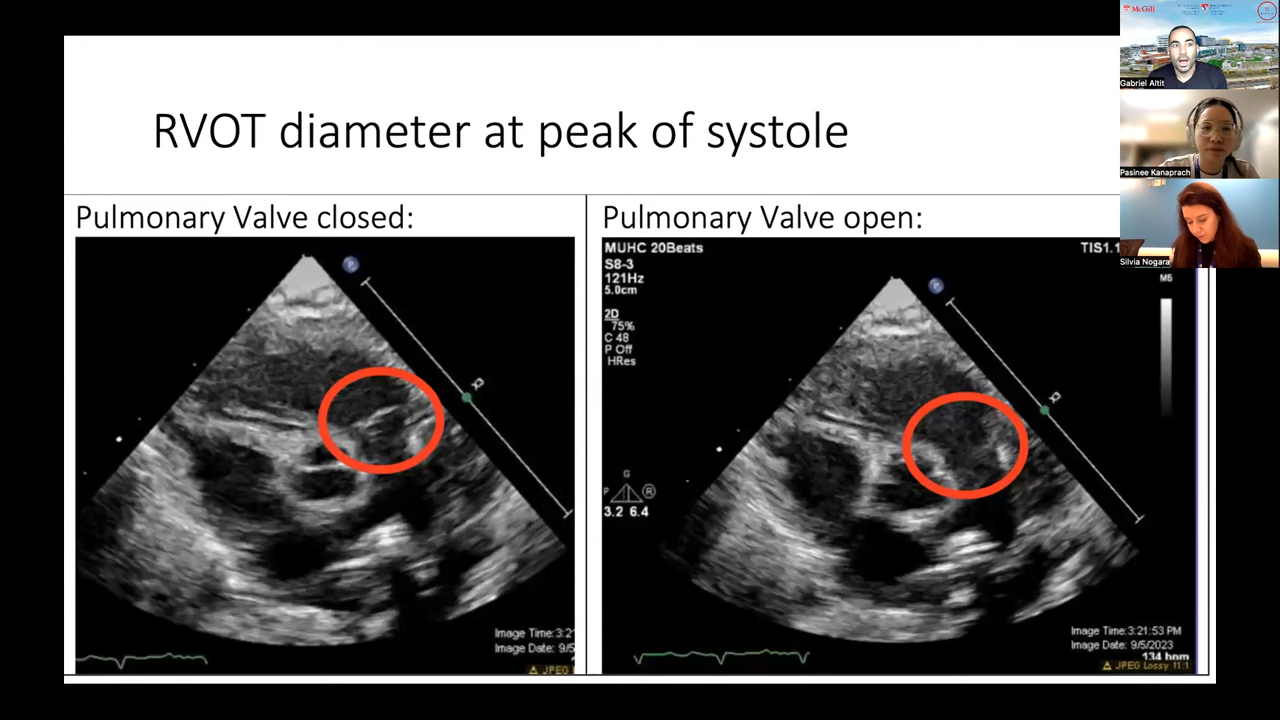 RVOT diameter at peak of systole
Pulmonary Valve closed:
Pulmonary Valve open:
P
Image Time:3:2
Image Date: 9/5
JPEG
MUHC 20Beats
S8-3
121Hz
5.0cm
2D
75%
C 48
P Off
HRes
TIS1.1
M5
P
G
P R
3.2 6.4
Image Time: 3:21:53 PM
Image Date: 9/5/2023
134 bpm
JPEG Lossy 11:1
McGill
Gabriel Altit
Pasinee Kanaprach
Silvia Nogara